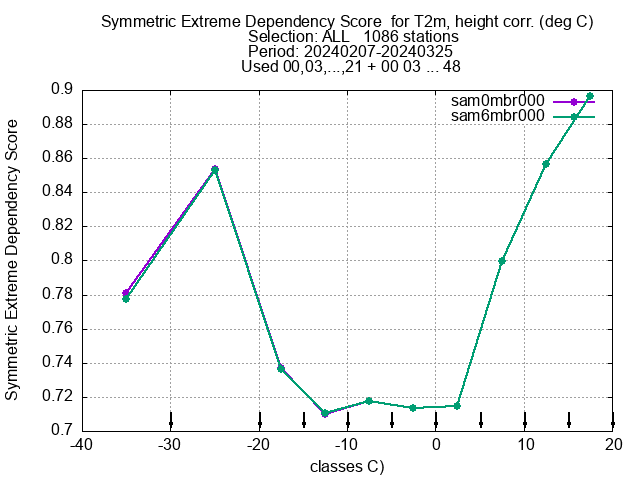 Symmetric Extreme Dependency Score  for T2m, height corr. (deg C)
Selection: ALL   1086 stations
Period: 20240207-20240325
Used 00,03,...,21 + 00 03 ... 48
sam0mbr000
sam6mbr000
Symmetric Extreme Dependency Score
0.9
0.88
0.86
0.84
0.82
0.8
0.78
0.76
0.74
0.72
0.7
-40 -30 -20 -10 0 10 20
classes C)